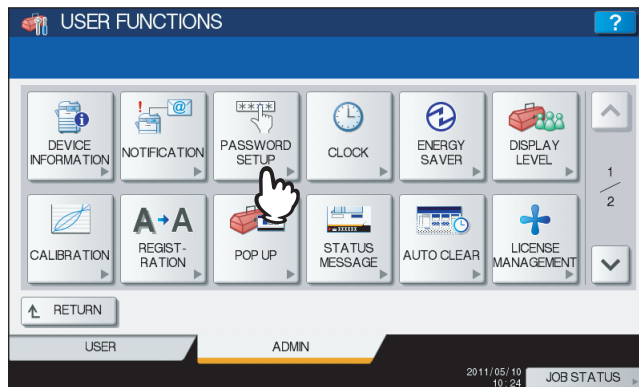 USER FUNCTIONS
?
****
@
DEVICE
INFORMATION
NOTIFICATION
PASSWORD
SETUP
CLOCK
ENERGY
SAVER
DISPLAY
LEVEL
1
2
CALIBRATION
A→A
REGIST-
RATION
POP UP
STATUS
MESSAGE
AUTO CLEAR
LICENSE
MANAGEMENT
RETURN
USER
ADMIN
2011/05/10
10:24
JOB STATUS